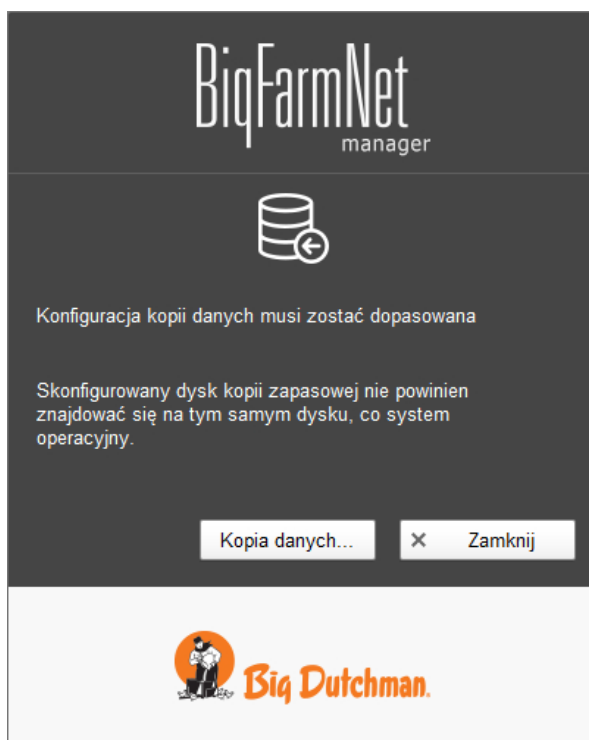 BigFarmNet
manager
Konfiguracja kopii danych musi zostać dopasowana
Skonfigurowany dysk kopii zapasowej nie powinien
znajdować się na tym samym dysku, co system
operacyjny.
Kopia danych...
Zamknij
Big Dutchman.